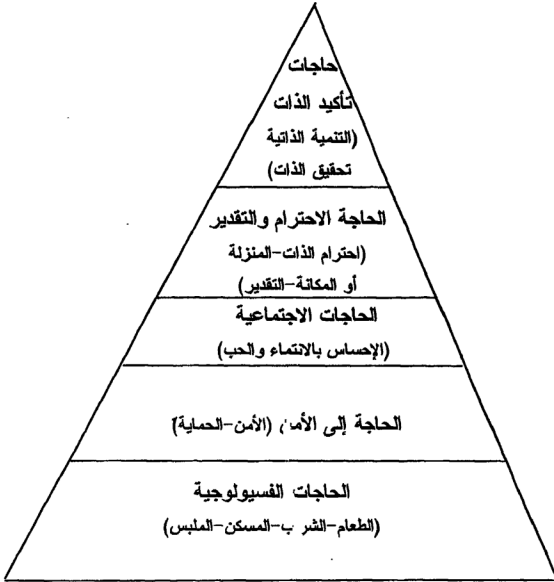 حاجات
تأكيد الذات
(التنمية الذاتية
تحقيق الذات)
الحاجة الاحترام والتقدير
(احترام الذات-المنزلة
أو المكانة-التقدير)
الحاجات الاجتماعية
(الإحساس بالانتماء والحب)
الحاجة إلى الأمن (الأمن-الحماية)
الحاجات الفسيولوجية
(الطعام-الشر ب-المسكن-الملبس)